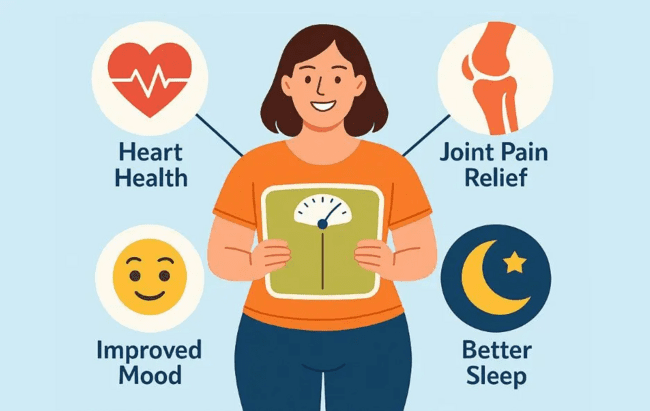 Heart
Health
Joint Pain
Relief
Improved
Mood
Better
Sleep